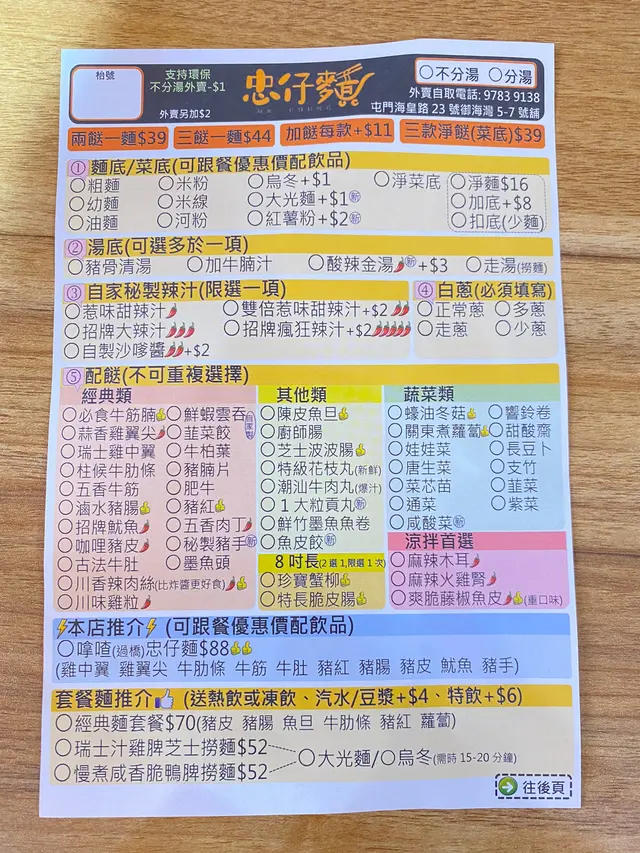 枱號
支持環保
不分湯外賣-$1
外賣另加$2
忠仔麵
○不分湯 ○分湯
外賣自取電話: 9783 9138
屯門海皇路 23 號御海灣 5-7 號舖
兩餸一麵$39 三餸一麵$44 加餸每款+$11 三款淨餸(菜底)$39
① 麵底/菜底(可跟餐優惠價配飲品)
○粗麵 ○米粉 ○烏冬+$1 ○淨菜底 ○淨麵$16
○幼麵 ○米線 ○大光麵+$1新 ○加底+$8
○油麵 ○河粉 ○紅薯粉+$2新 ○扣底(少麵)
② 湯底(可選多於一項)
○豬骨清湯 ○加牛腩汁 ○酸辣金湯🌶新+$3 ○走湯(撈麵)
③ 自家秘製辣汁(限選一項)
○惹味甜辣汁🌶 ○雙倍惹味甜辣汁+$2🌶🌶
○招牌大辣汁🌶🌶🌶 ○招牌瘋狂辣汁+$2🌶🌶🌶🌶🌶
○自製沙嗲醬🌶🌶+$2
④ 白蔥(必須填寫)
○正常蔥 ○多蔥
○走蔥 ○少蔥
⑤ 配餸(不可重複選擇)
經典類
○必食牛筋腩👍 ○鮮蝦雲吞
○蒜香雞翼尖🌶 ○韮菜餃
自家製
○瑞士雞中翼 ○牛柏葉
○柱候牛肋條 ○豬腩片
○五香牛筋 ○肥牛
○滷水豬腸👍 ○豬紅👍
○招牌魷魚🌶 ○五香肉丁🌶
○咖哩豬皮🌶 ○秘製豬手新
○古法牛肚 ○墨魚頭
○川香辣肉絲(比炸醬更好食)🌶👍
○川味雞粒🌶
其他類
○陳皮魚旦👍
○廚師腸
○芝士波波腸👍
○特級花枝丸(新鮮)
○潮汕牛肉丸(爆汁)
○1大粒貢丸新
○鮮竹墨魚魚卷
○魚皮餃新
8 吋長(2 選 1,限選 1 次)
○珍寶蟹柳👍
○特長脆皮腸👍
蔬菜類
○蠔油冬菇👍 ○響鈴卷
○關東煮蘿蔔👍 ○甜酸齋
○娃娃菜 ○長豆卜
○唐生菜 ○支竹
○菜芯苗 ○韮菜
○通菜 ○紫菜
○咸酸菜新
涼拌首選
○麻辣木耳🌶
○麻辣火雞腎🌶
○爽脆藤椒魚皮🌶👍(重口味)
⚡本店推介⚡ (可跟餐優惠價配飲品)
○嗱喳(過橋)忠仔麵$88👍👍
(雞中翼 雞翼尖 牛肋條 牛筋 牛肚 豬紅 豬腸 豬皮 魷魚 豬手)
套餐麵推介👍 (送熱飲或凍飲、汽水/豆漿+$4、特飲+$6)
○經典麵套餐$70(豬皮 豬腸 魚旦 牛肋條 豬紅 蘿蔔)
○瑞士汁雞脾芝士撈麵$52
○慢煮咸香脆鴨脾撈麵$52
○大光麵/○烏冬(需時 15-20 分鐘)
往後頁